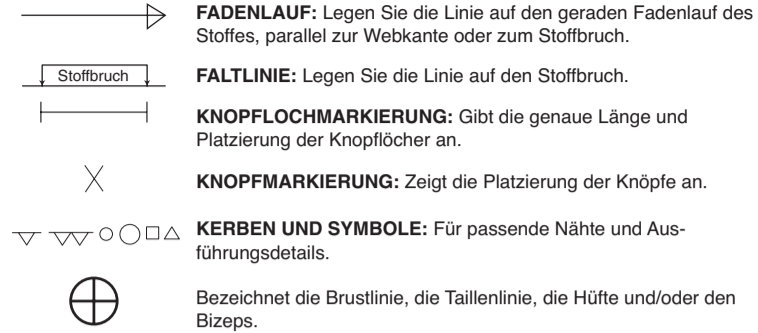 FADENLAUF: Legen Sie die Linie auf den geraden Fadenlauf des
Stoffes, parallel zur Webkante oder zum Stoffbruch.
Stoffbruch
FALTLINIE: Legen Sie die Linie auf den Stoffbruch.
KNOPFLOCHMARKIERUNG: Gibt die genaue Länge und
Platzierung der Knopflöcher an.
KNOPFMARKIERUNG: Zeigt die Platzierung der Knöpfe an.
KERBEN UND SYMBOLE: Für passende Nähte und Aus-
führungsdetails.
Bezeichnet die Brustlinie, die Taillenlinie, die Hüfte und/oder den
Bizeps.